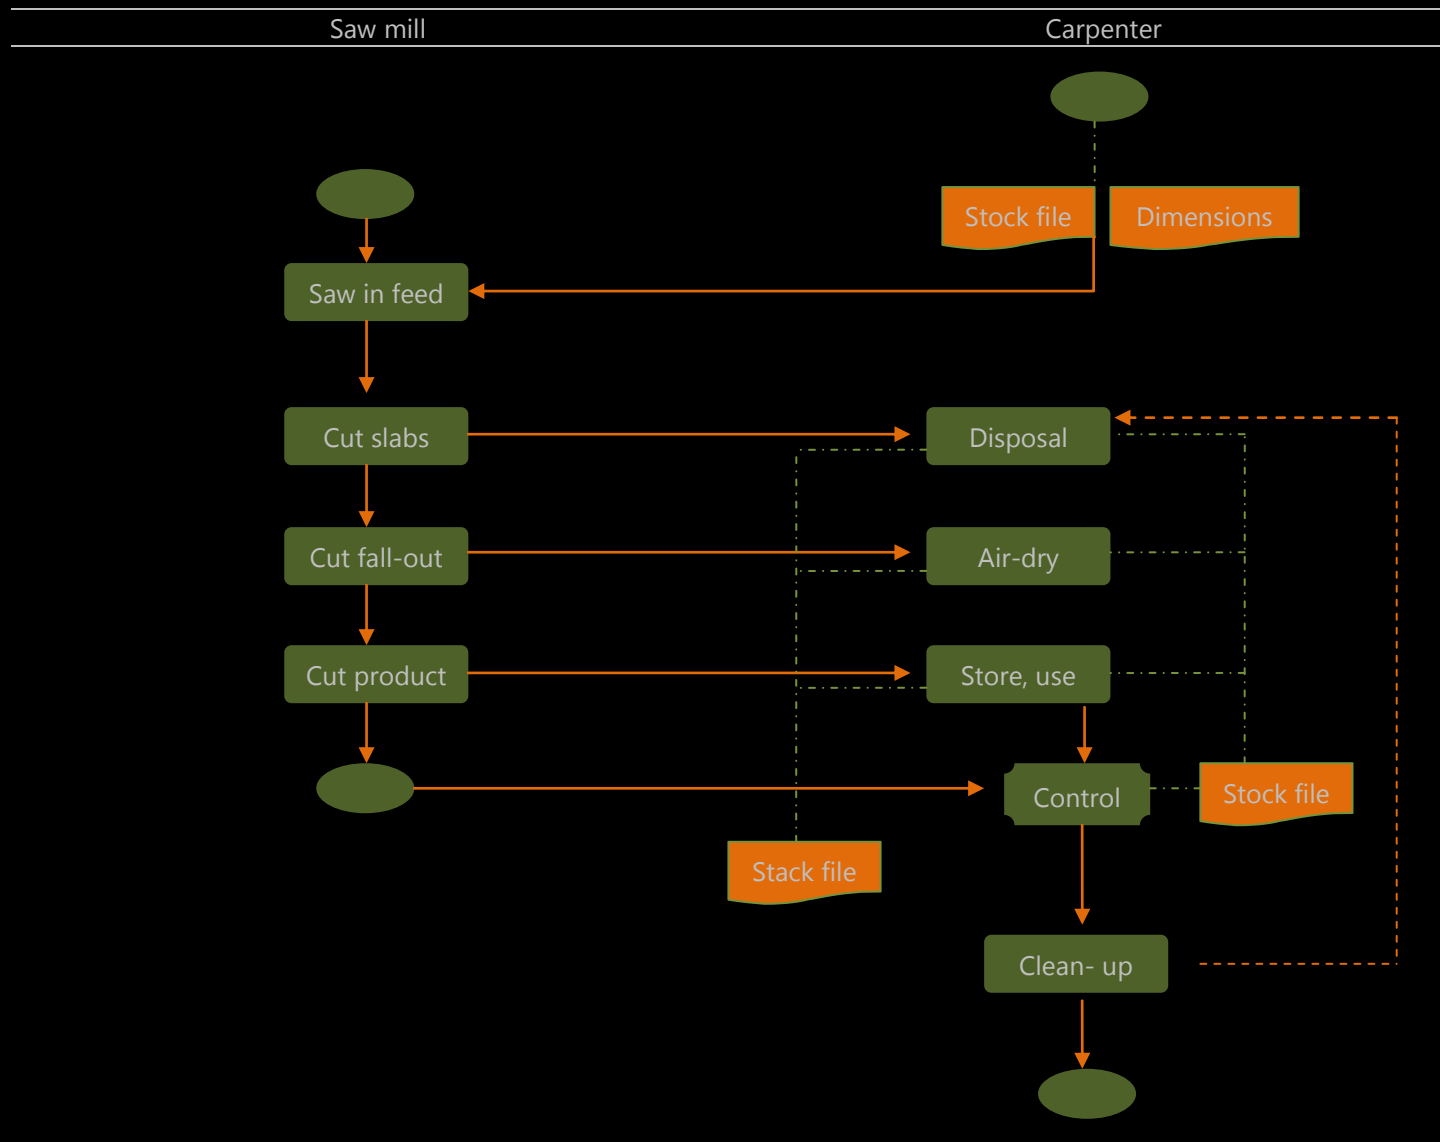 Saw mill
Carpenter
Stock file
Dimensions
Saw in feed
Cut slabs
Disposal
Cut fall-out
Air-dry
Cut product
Store, use
Control
Stock file
Stack file
Clean- up